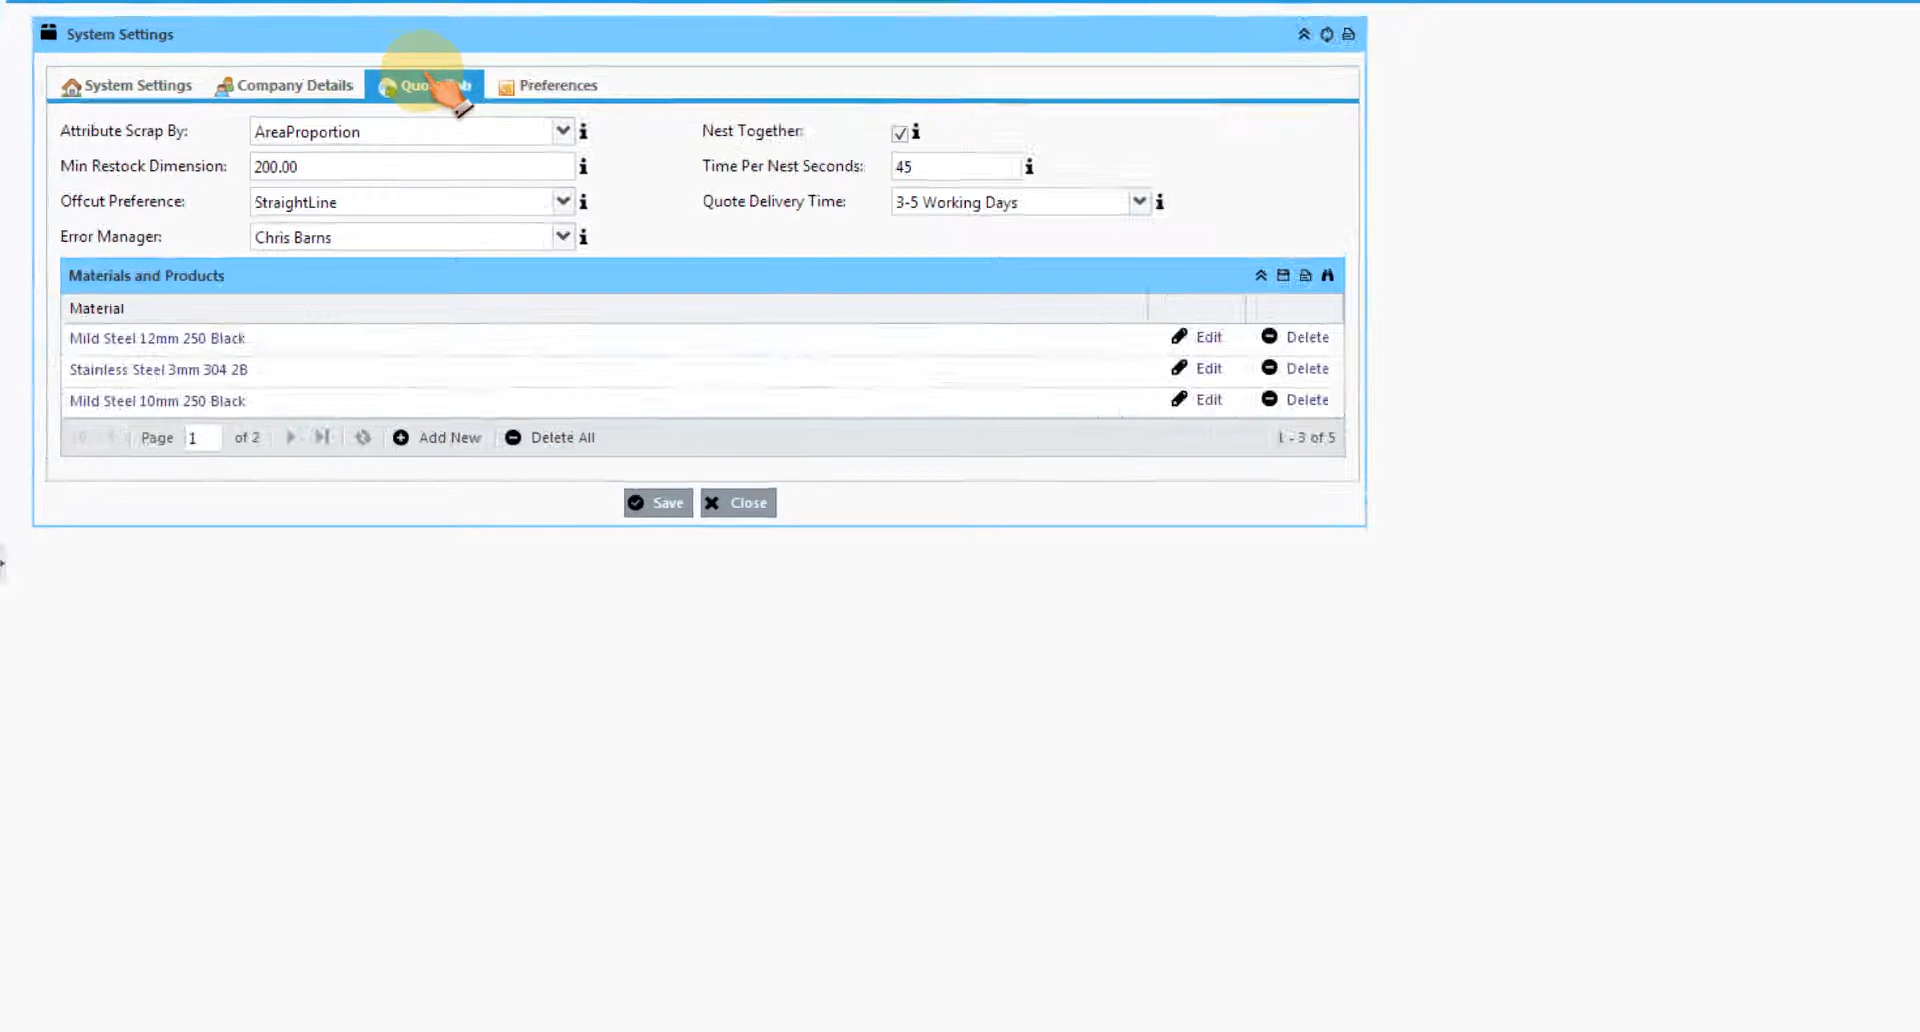 System Settings
System Settings Company Details Preferences
Attribute Scrap By: AreaProportion Nest Together:
Min Restock Dimension: 200.00 Time Per Nest Seconds: 45
Offcut Preference: StraightLine Quote Delivery Time: 3-5 Working Days
Error Manager: Chris Barns
Materials and Products
Material
Mild Steel 12mm 250 Black Edit Delete
Stainless Steel 3mm 304 2B Edit Delete
Mild Steel 10mm 250 Black Edit Delete
Page 1 of 2 Add New Delete All 1 - 3 of 5
Save Close